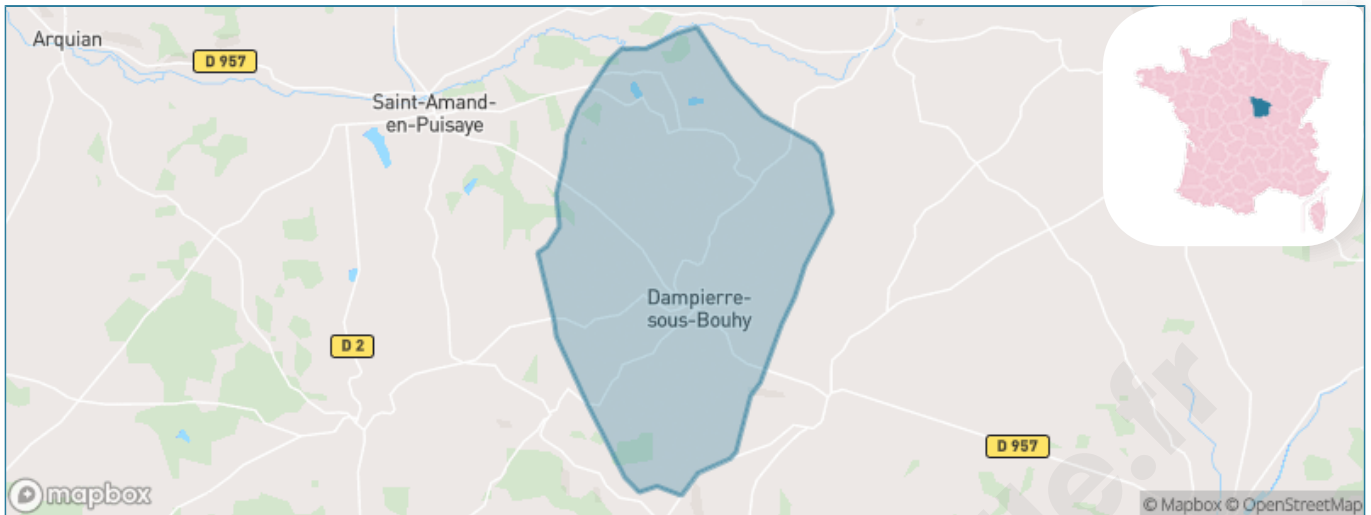 Arquian
D 957
Saint-Amand-
en-Puisaye
Dampierre-
sous-Bouhy
D 2
D 957
mapbox
© Mapbox © OpenStreetMap